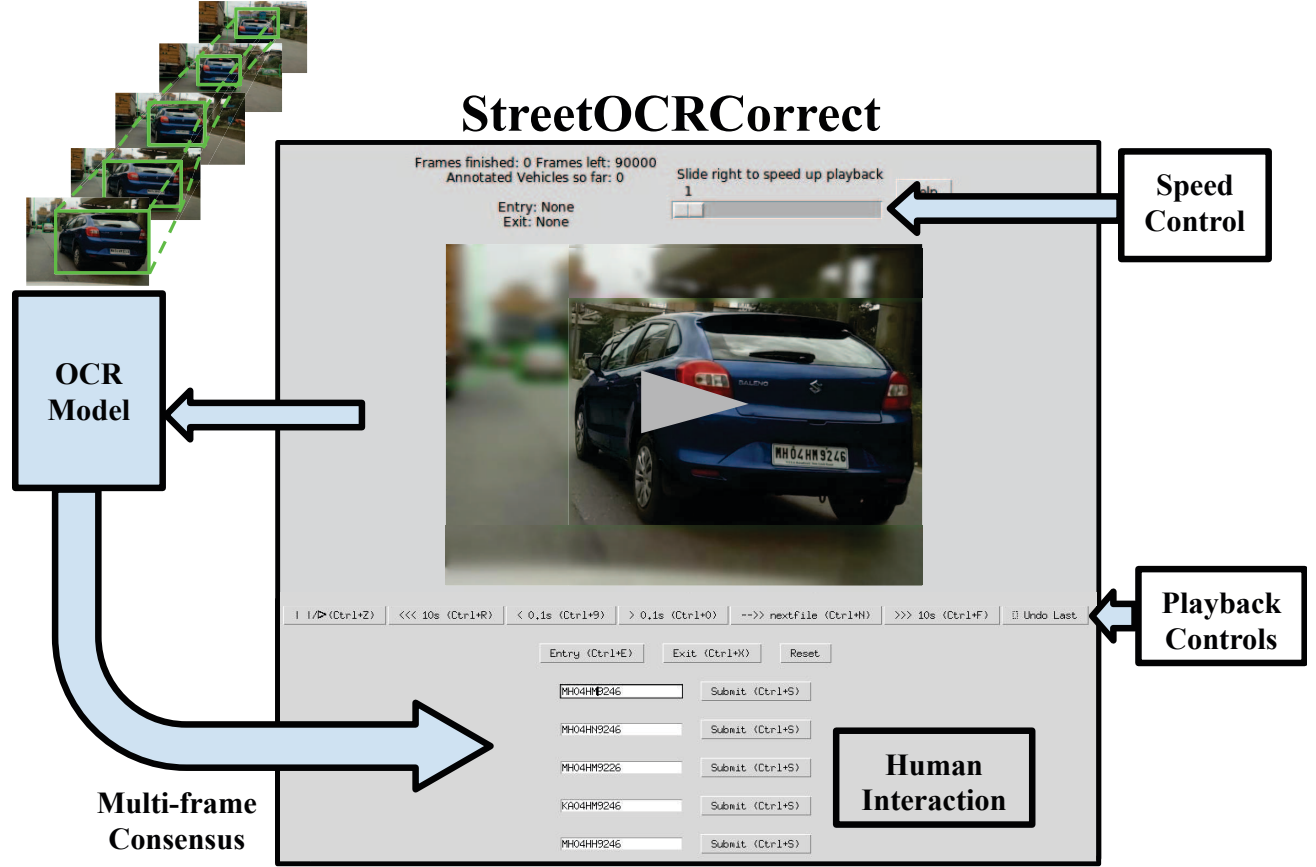 StreetOCRCorrect
Frames finished: 0 Frames left: 90000
Annotated Vehicles so far: 0
Entry: None
Exit: None
Slide right to speed up playback
1
Speed
Control
BALENO
MH04HM9246
OCR
Model
| |/▷(Ctrl+Z) <<< 10s (Ctrl+R) < 0.1s (Ctrl+9) > 0.1s (Ctrl+0) -->> nextfile (Ctrl+N) >>> 10s (Ctrl+F) Undo Last
Playback
Controls
Entry (Ctrl+E) Exit (Ctrl+X) Reset
MH04HM9246 Submit (Ctrl+S)
MH04HN9246 Submit (Ctrl+S)
MH04HM9226 Submit (Ctrl+S)
KA04HM9246 Submit (Ctrl+S)
MH04HH9246 Submit (Ctrl+S)
Human
Interaction
Multi-frame
Consensus